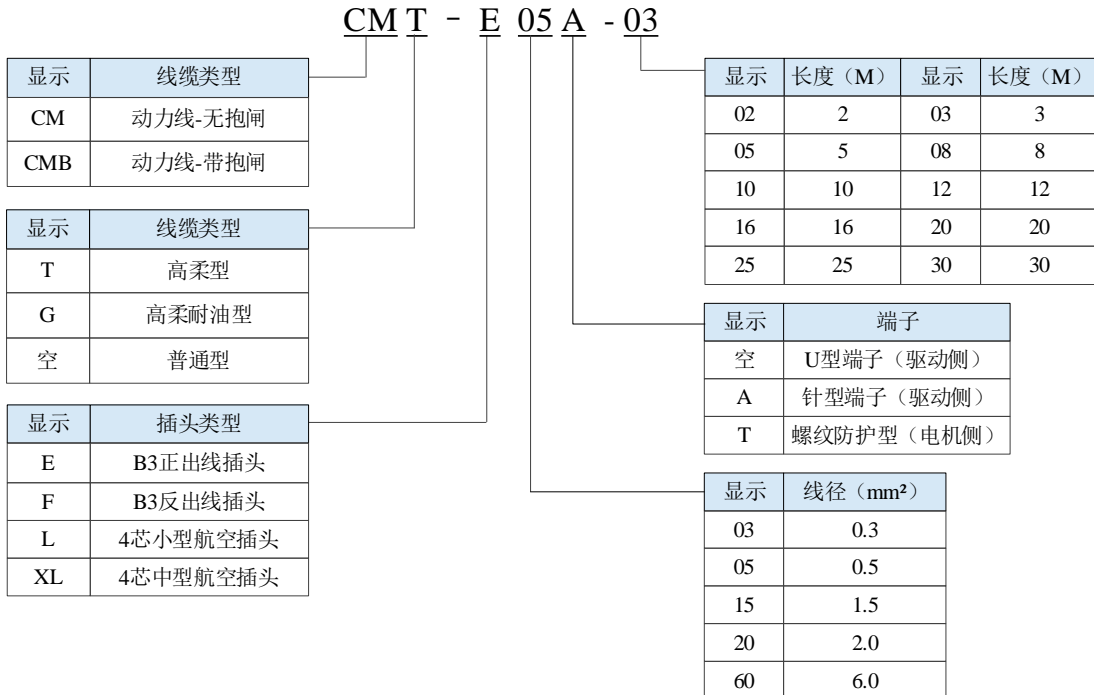 CMT - E 05 A - 03
显示 线缆类型
CM 动力线-无抱闸
CMB 动力线-带抱闸
显示 线缆类型
T 高柔型
G 高柔耐油型
空 普通型
显示 插头类型
E B3正出线插头
F B3反出线插头
L 4芯小型航空插头
XL 4芯中型航空插头
显示 长度（M） 显示 长度（M）
02 2 03 3
05 5 08 8
10 10 12 12
16 16 20 20
25 25 30 30
显示 端子
空 U型端子（驱动侧）
A 针型端子（驱动侧）
T 螺纹防护型（电机侧）
显示 线径（mm²）
03 0.3
05 0.5
15 1.5
20 2.0
60 6.0